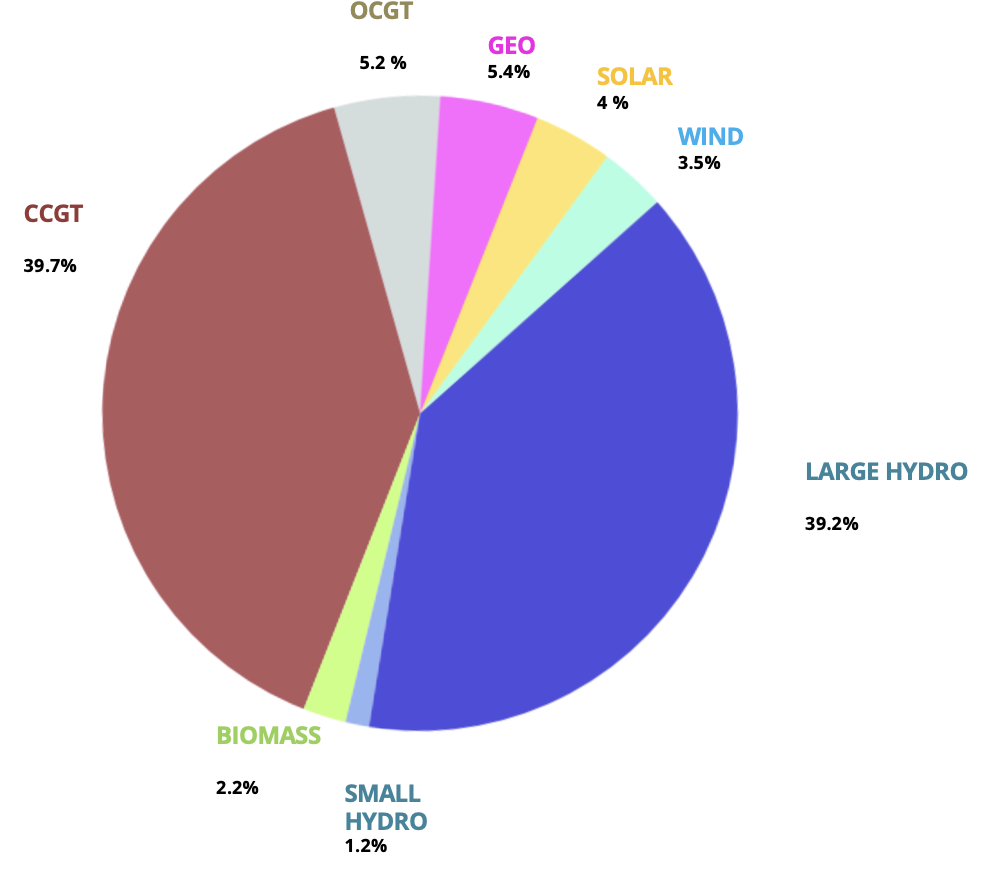 OCGT
5.2 %
GEO
5.4%
SOLAR
4 %
WIND
3.5%
CCGT
39.7%
LARGE HYDRO
39.2%
BIOMASS
2.2%
SMALL
HYDRO
1.2%